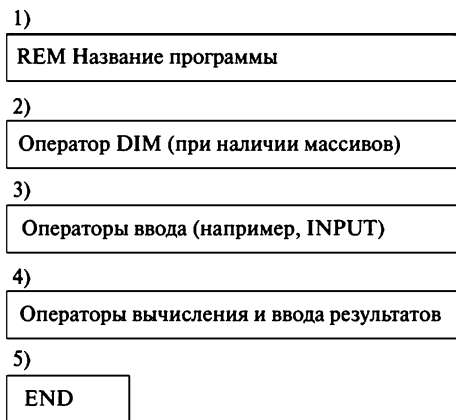 1)
REM Название программы
2)
Оператор DIM (при наличии массивов)
3)
Операторы ввода (например, INPUT)
4)
Операторы вычисления и ввода результатов
5)
END